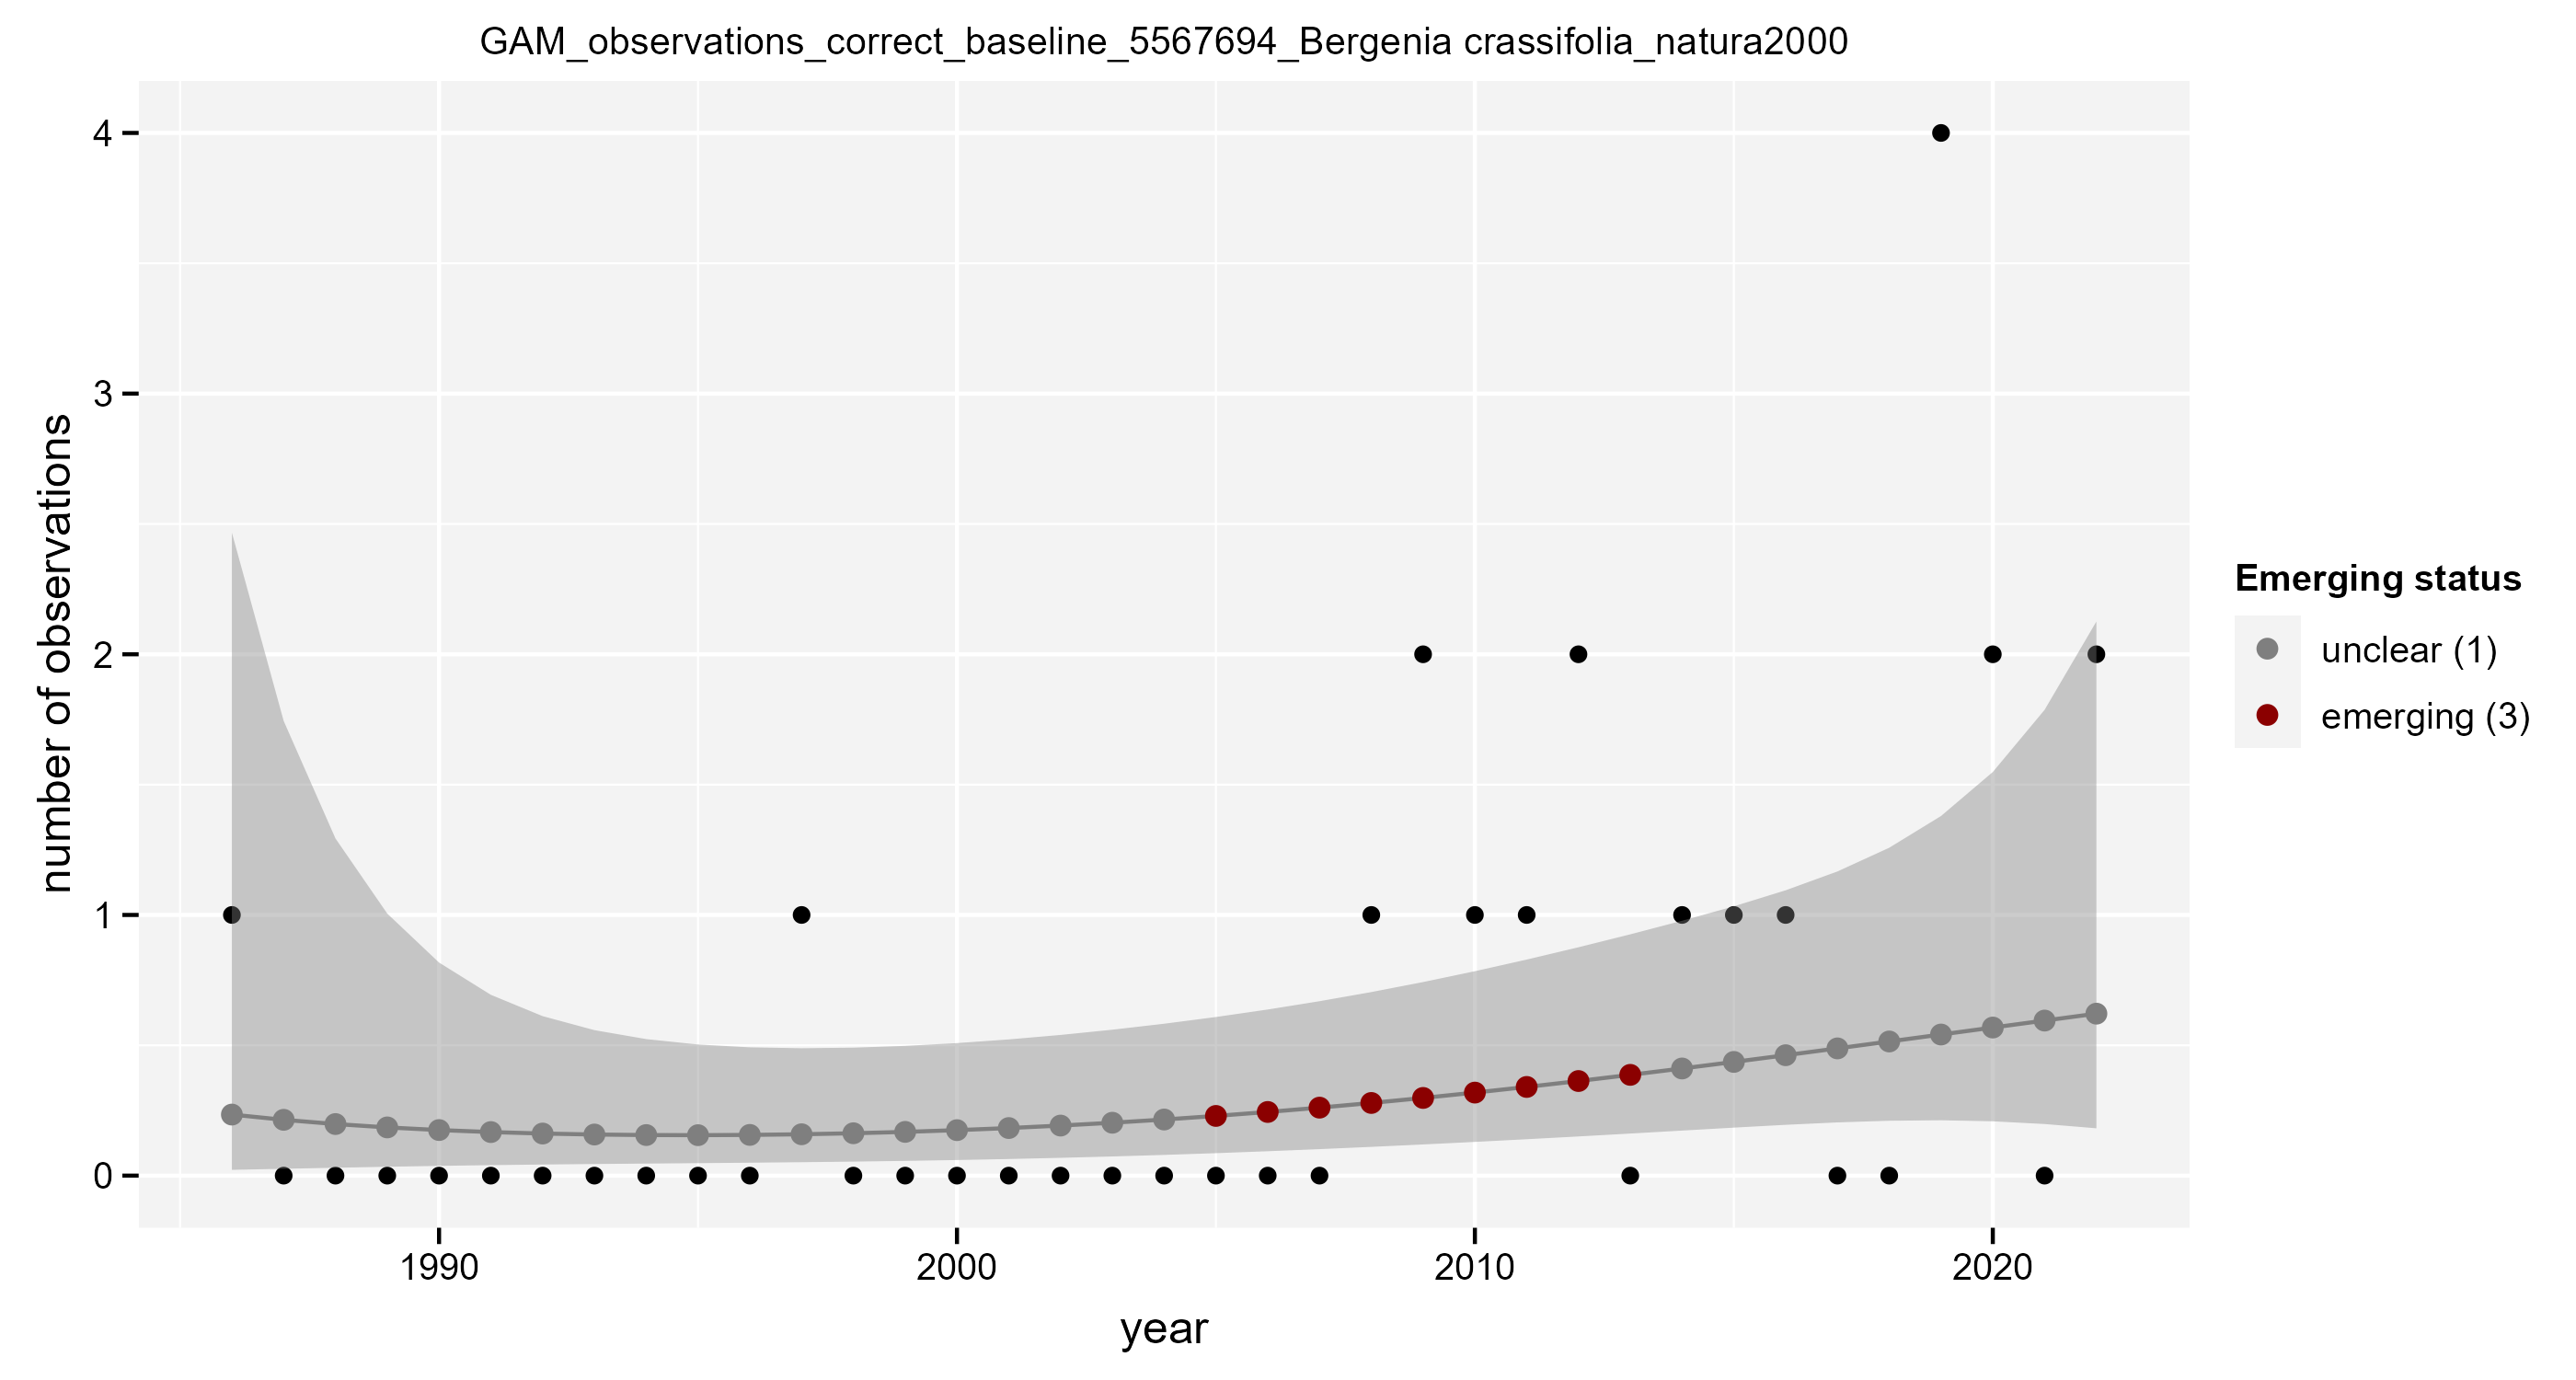 GAM_observations_correct_baseline_5567694_Bergenia crassifolia_natura2000
number of observations
4
3
2
1
0
1990
2000
2010
2020
year
Emerging status
unclear (1)
emerging (3)